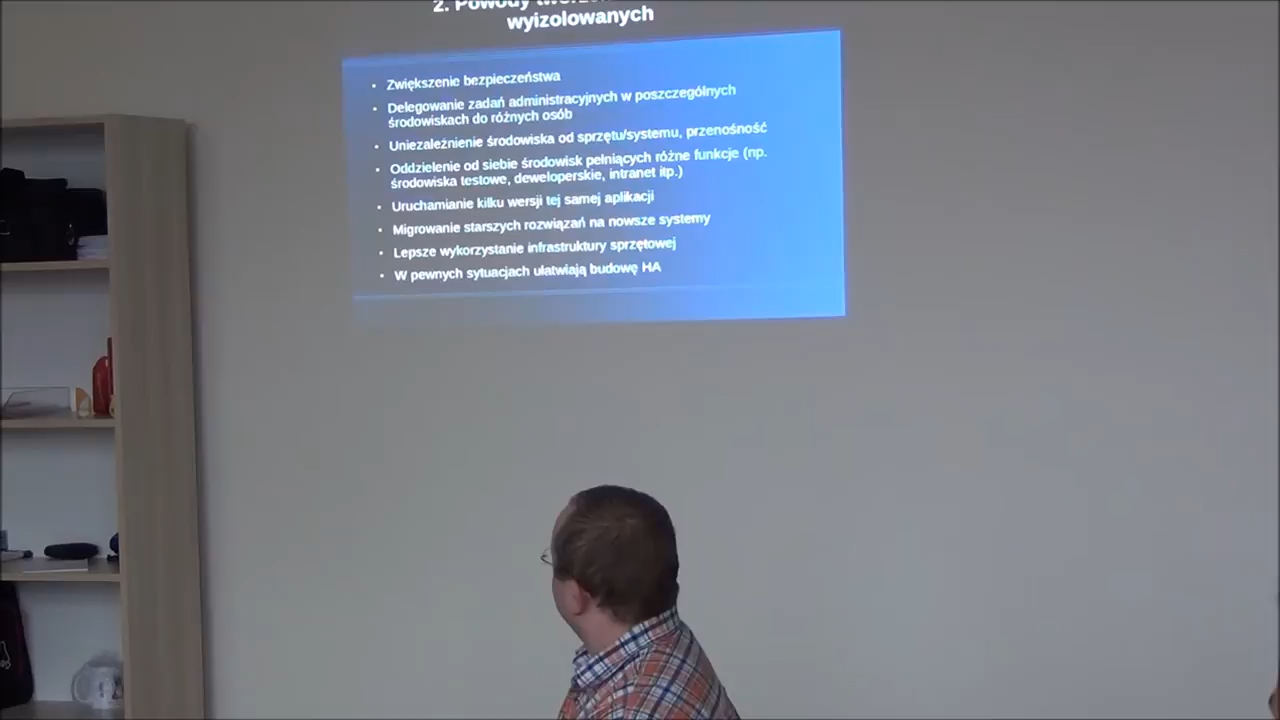 2. Powody
wyizolowanych
• Zwiększenie bezpieczeństwa
• Delegowanie zadań administracyjnych w poszczególnych
środowiskach do różnych osób
• Uniezależnienie środowiska od sprzętu/systemu, przenośność
• Oddzielenie od siebie środowisk pełniących różne funkcje (np.
środowiska testowe, deweloperskie, intranet itp.)
• Uruchamianie kilku wersji tej samej aplikacji
• Migrowanie starszych rozwiązań na nowsze systemy
• Lepsze wykorzystanie infrastruktury sprzętowej
• W pewnych sytuacjach ułatwiają budowę HA